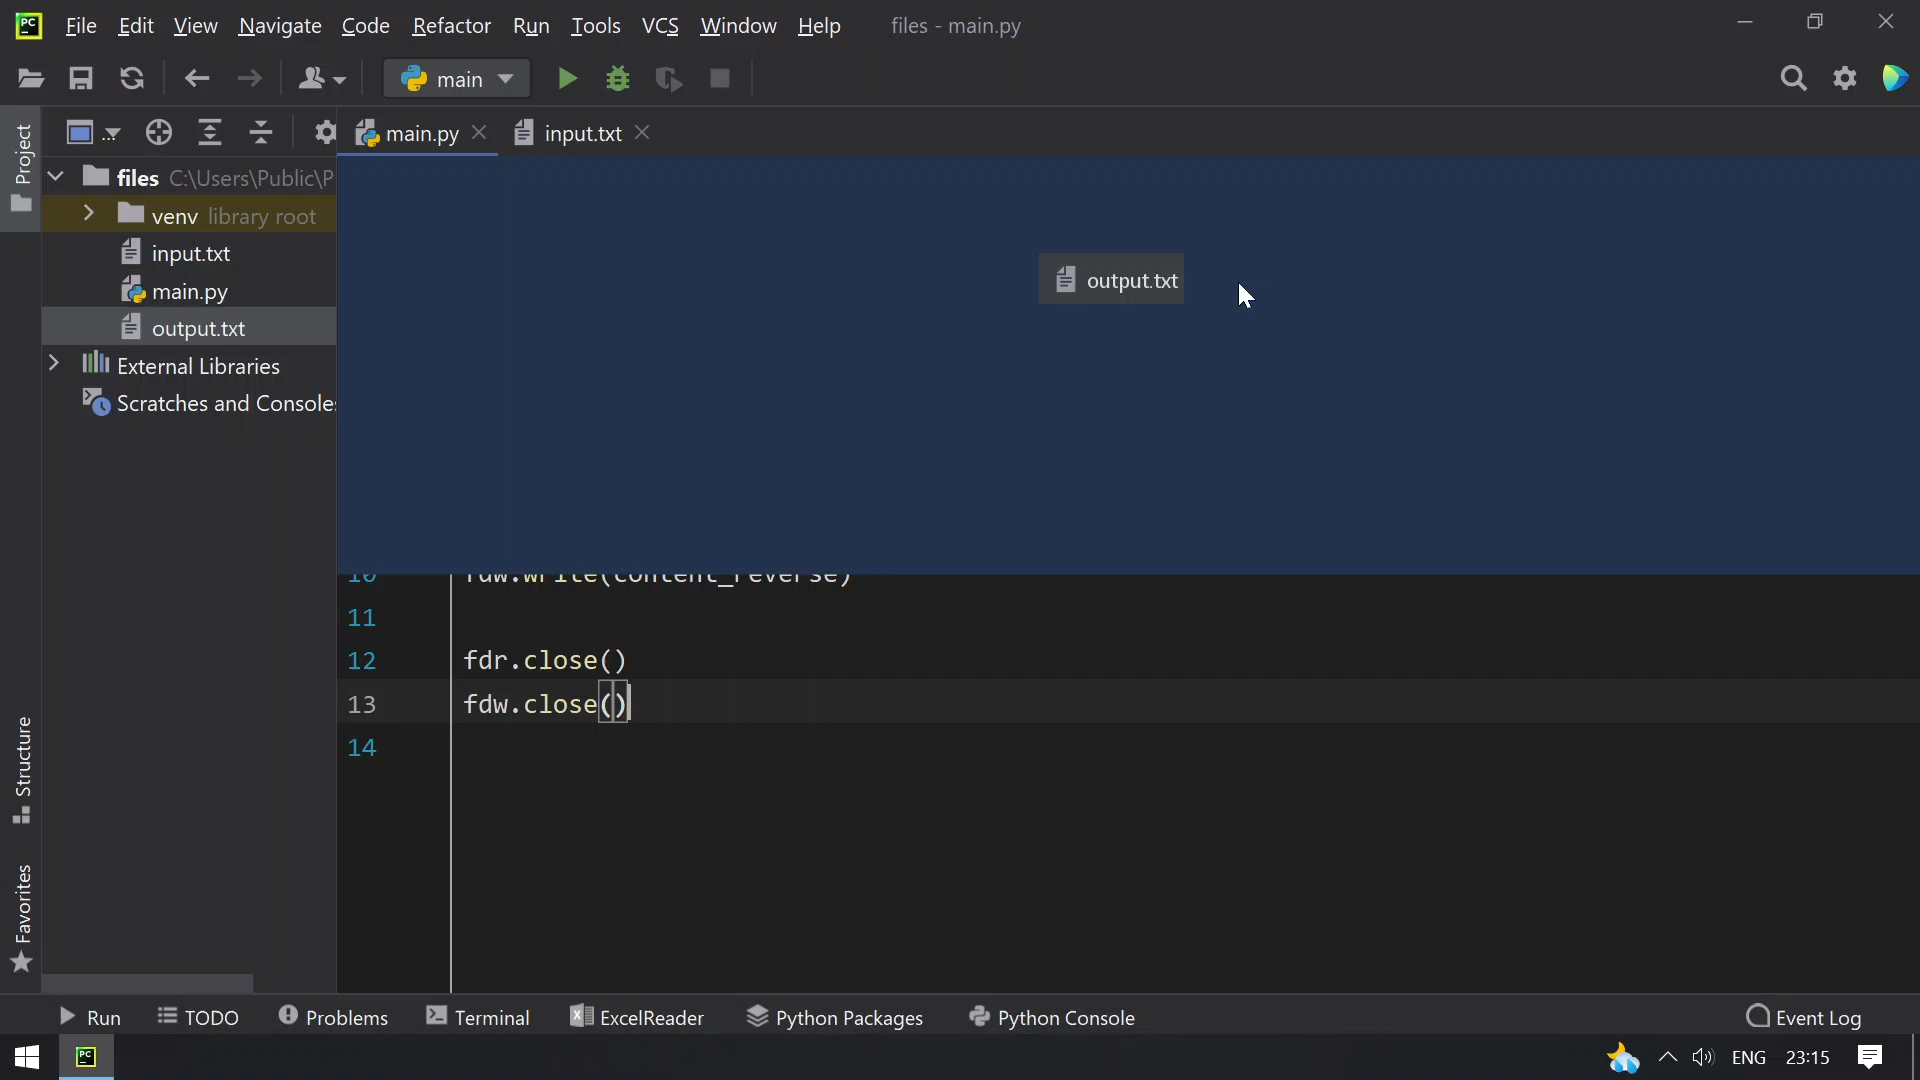 PC File Edit View Navigate Code Refactor Run Tools VCS Window Help files - main.py
main
Project
... main.py input.txt
files C:\Users\Public\P
venv library root
input.txt
main.py
output.txt
External Libraries
Scratches and Console
output.txt
10 fdw.write(content_reverse)
11
12 fdr.close()
13 fdw.close()
14
Structure
Favorites
Run TODO Problems Terminal ExcelReader Python Packages Python Console Event Log
PC ENG 23:15